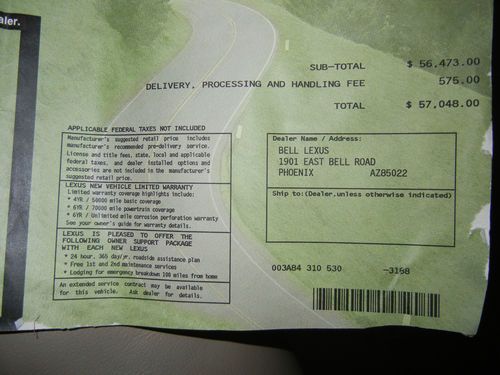 aler.
SUB-TOTAL $ 56,473.00
DELIVERY, PROCESSING AND HANDLING FEE 575.00
TOTAL $ 57,048.00
APPLICABLE FEDERAL TAXES NOT INCLUDED
Manufacturer's suggested retail price includes
manufacturer's recommended pre-delivery service.
License and title fees, state, local and applicable
federal taxes, and dealer installed options and
accessories are not included in the manufacturer's
suggested retail price.
LEXUS NEW VEHICLE LIMITED WARRANTY
Limited warranty coverage highlights include:
* 4YR / 50000 mile basic coverage
* 6YR / 70000 mile powertrain coverage
* 6YR / Unlimited mile corrosion perforation warranty
See your owner's guide for warranty details.
LEXUS IS PLEASED TO OFFER THE
FOLLOWING OWNER SUPPORT PACKAGE
WITH EACH NEW LEXUS
* 24 hour, 365 day/yr. roadside assistance plan
* Free 1st and 2nd maintenance services
* Lodging for emergency breakdown 100 miles from home
An extended service contract may be available
for this vehicle. Ask dealer for details.
Dealer Name / Address:
BELL LEXUS
1901 EAST BELL ROAD
PHOENIX AZ85022
Ship to:(Dealer,unless otherwise indicated)
003A84 310 530 -3168